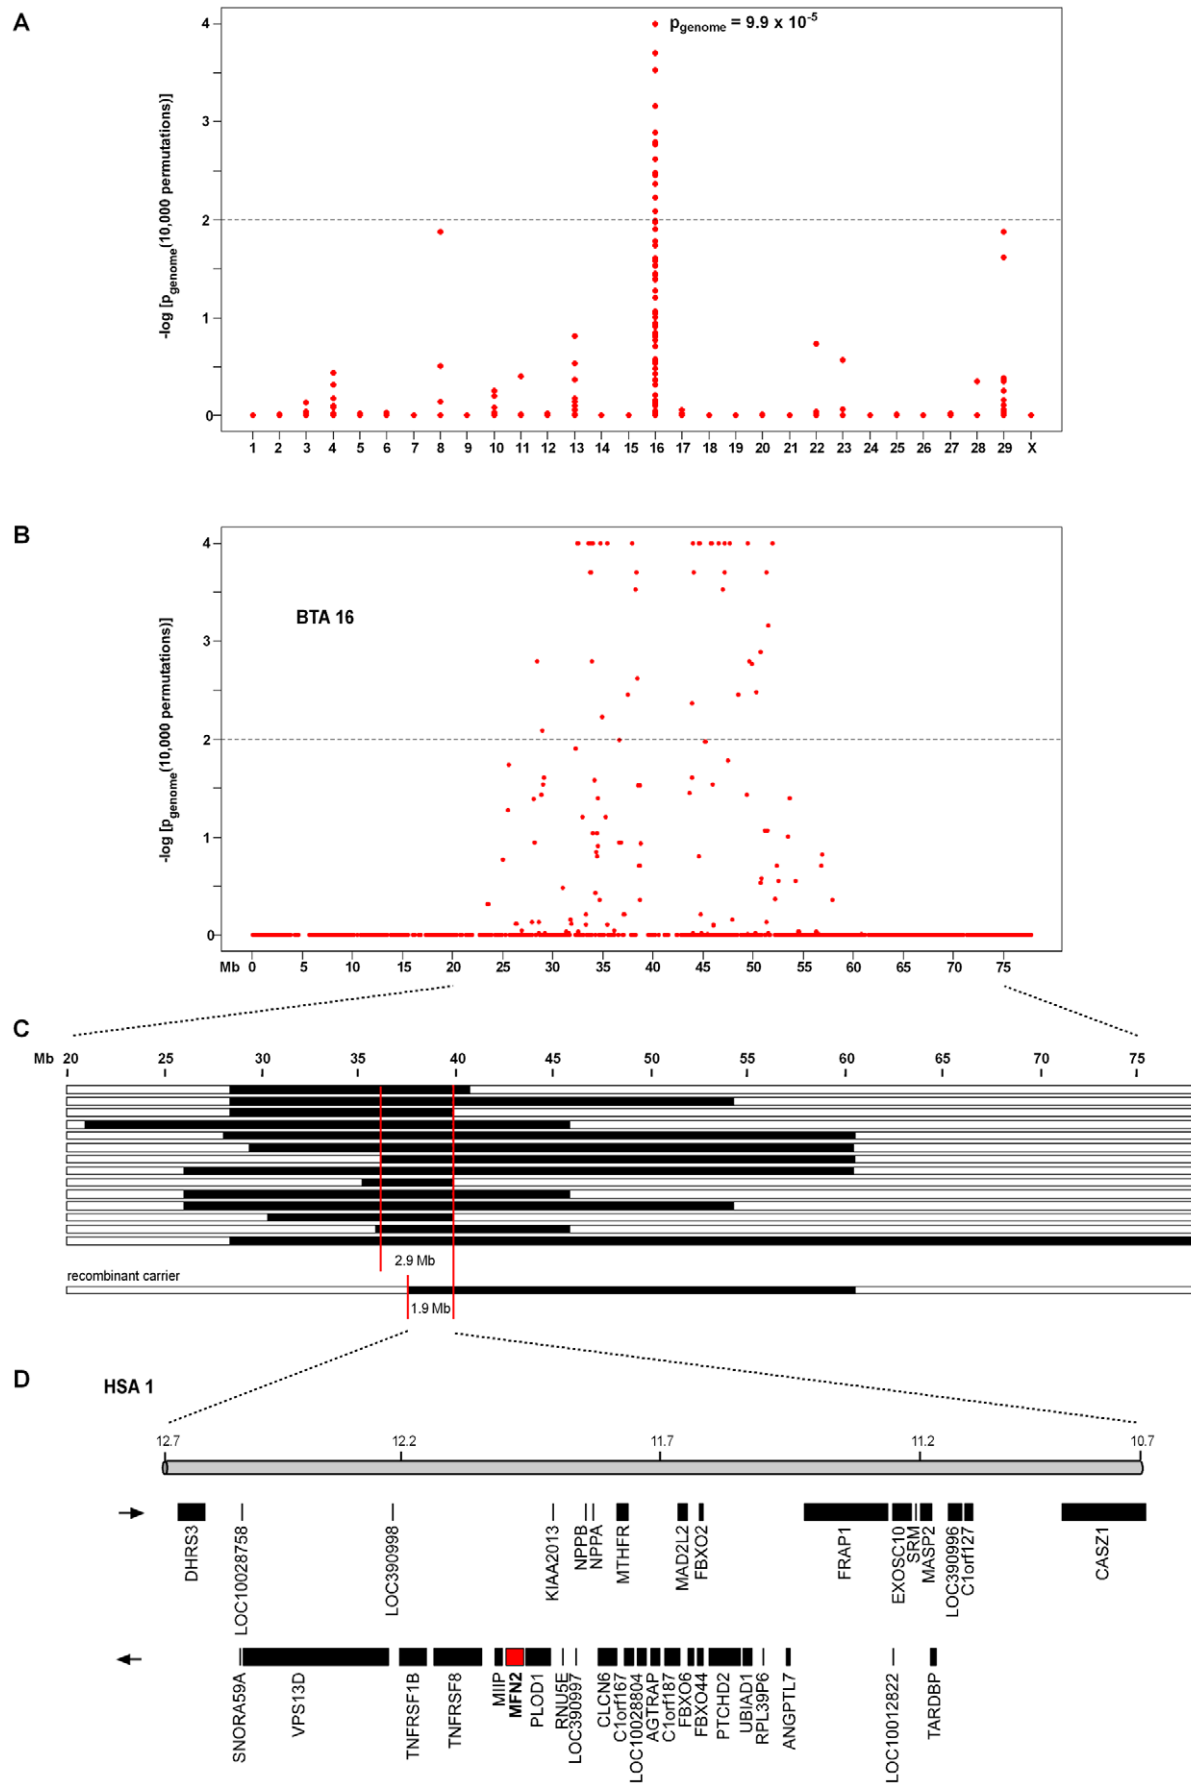 A
p_genome = 9.9 x 10^-5
-log [p_genome(10,000 permutations)]
4
3
2
1
0
1 2 3 4 5 6 7 8 9 10 11 12 13 14 15 16 17 18 19 20 21 22 23 24 25 26 27 28 29 X
B
BTA 16
-log [p_genome(10,000 permutations)]
4
3
2
1
0
Mb 0 5 10 15 20 25 30 35 40 45 50 55 60 65 70 75
C
Mb 20 25 30 35 40 45 50 55 60 65 70 75
2.9 Mb
recombinant carrier
1.9 Mb
D
HSA 1
12.7 12.2 11.7 11.2 10.7
DHRS3 LOC10028758 LOC390998 KIAA2013 NPPB NPPA MTHFR MAD2L2 FBXO2 FRAP1 EXOSC10 SRM MASP2 LOC390996 C1orf127 CASZ1
SNORA59A VPS13D TNFRSF1B TNFRSF8 MIIP MFN2 PLOD1 RNU5E LOC390997 CLCN6 C1orf167 LOC10028804 AGTRAP C1orf187 FBXO6 FBXO44 PTCHD2 UBIAD1 RPL39P6 ANGPTL7 LOC10012822 TARDBP